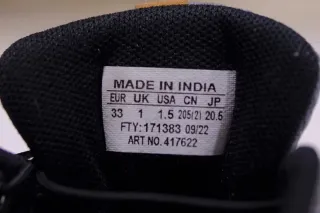 MADE IN INDIA
EUR UK USA CN JP
33 1 1.5 205(2) 20.5
FTY:171383 09/22
ART NO. 417622